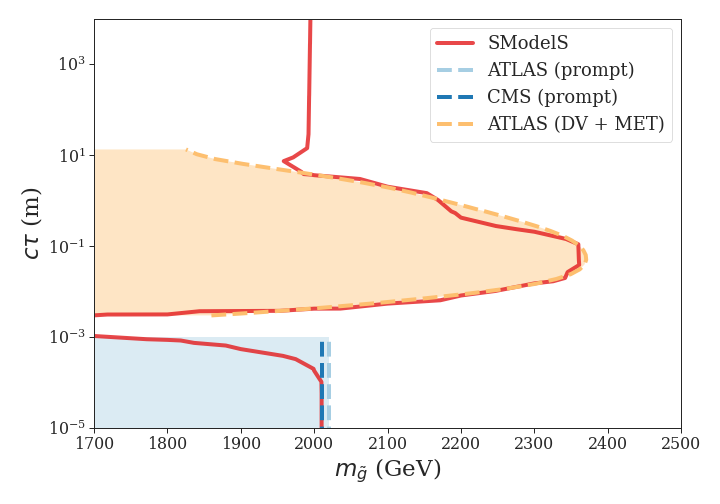 SModelS
ATLAS (prompt)
CMS (prompt)
ATLAS (DV + MET)
10³
10¹
10⁻¹
10⁻³
10⁻⁵
cτ (m)
1700 1800 1900 2000 2100 2200 2300 2400 2500
m_g̃ (GeV)